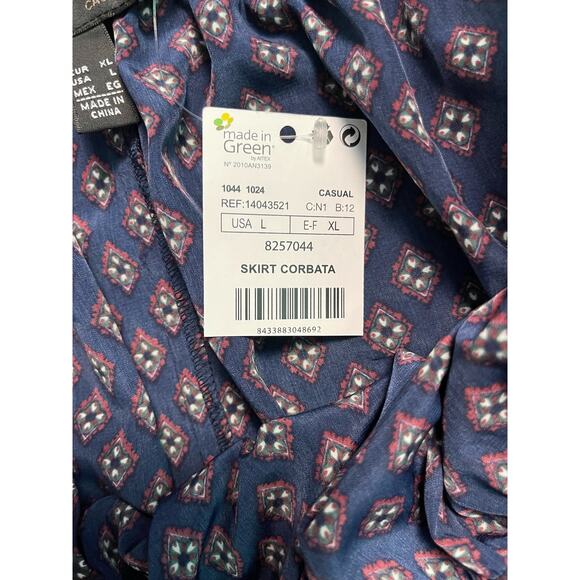 EUR XL
USA L
MEX EG
MADE IN
CHINA
made in
Green®
by AITEX
N° 2010AN3139
1044 1024 CASUAL
REF:14043521 C:N1 B:12
USA L E-F XL
8257044
SKIRT CORBATA
8433883048692